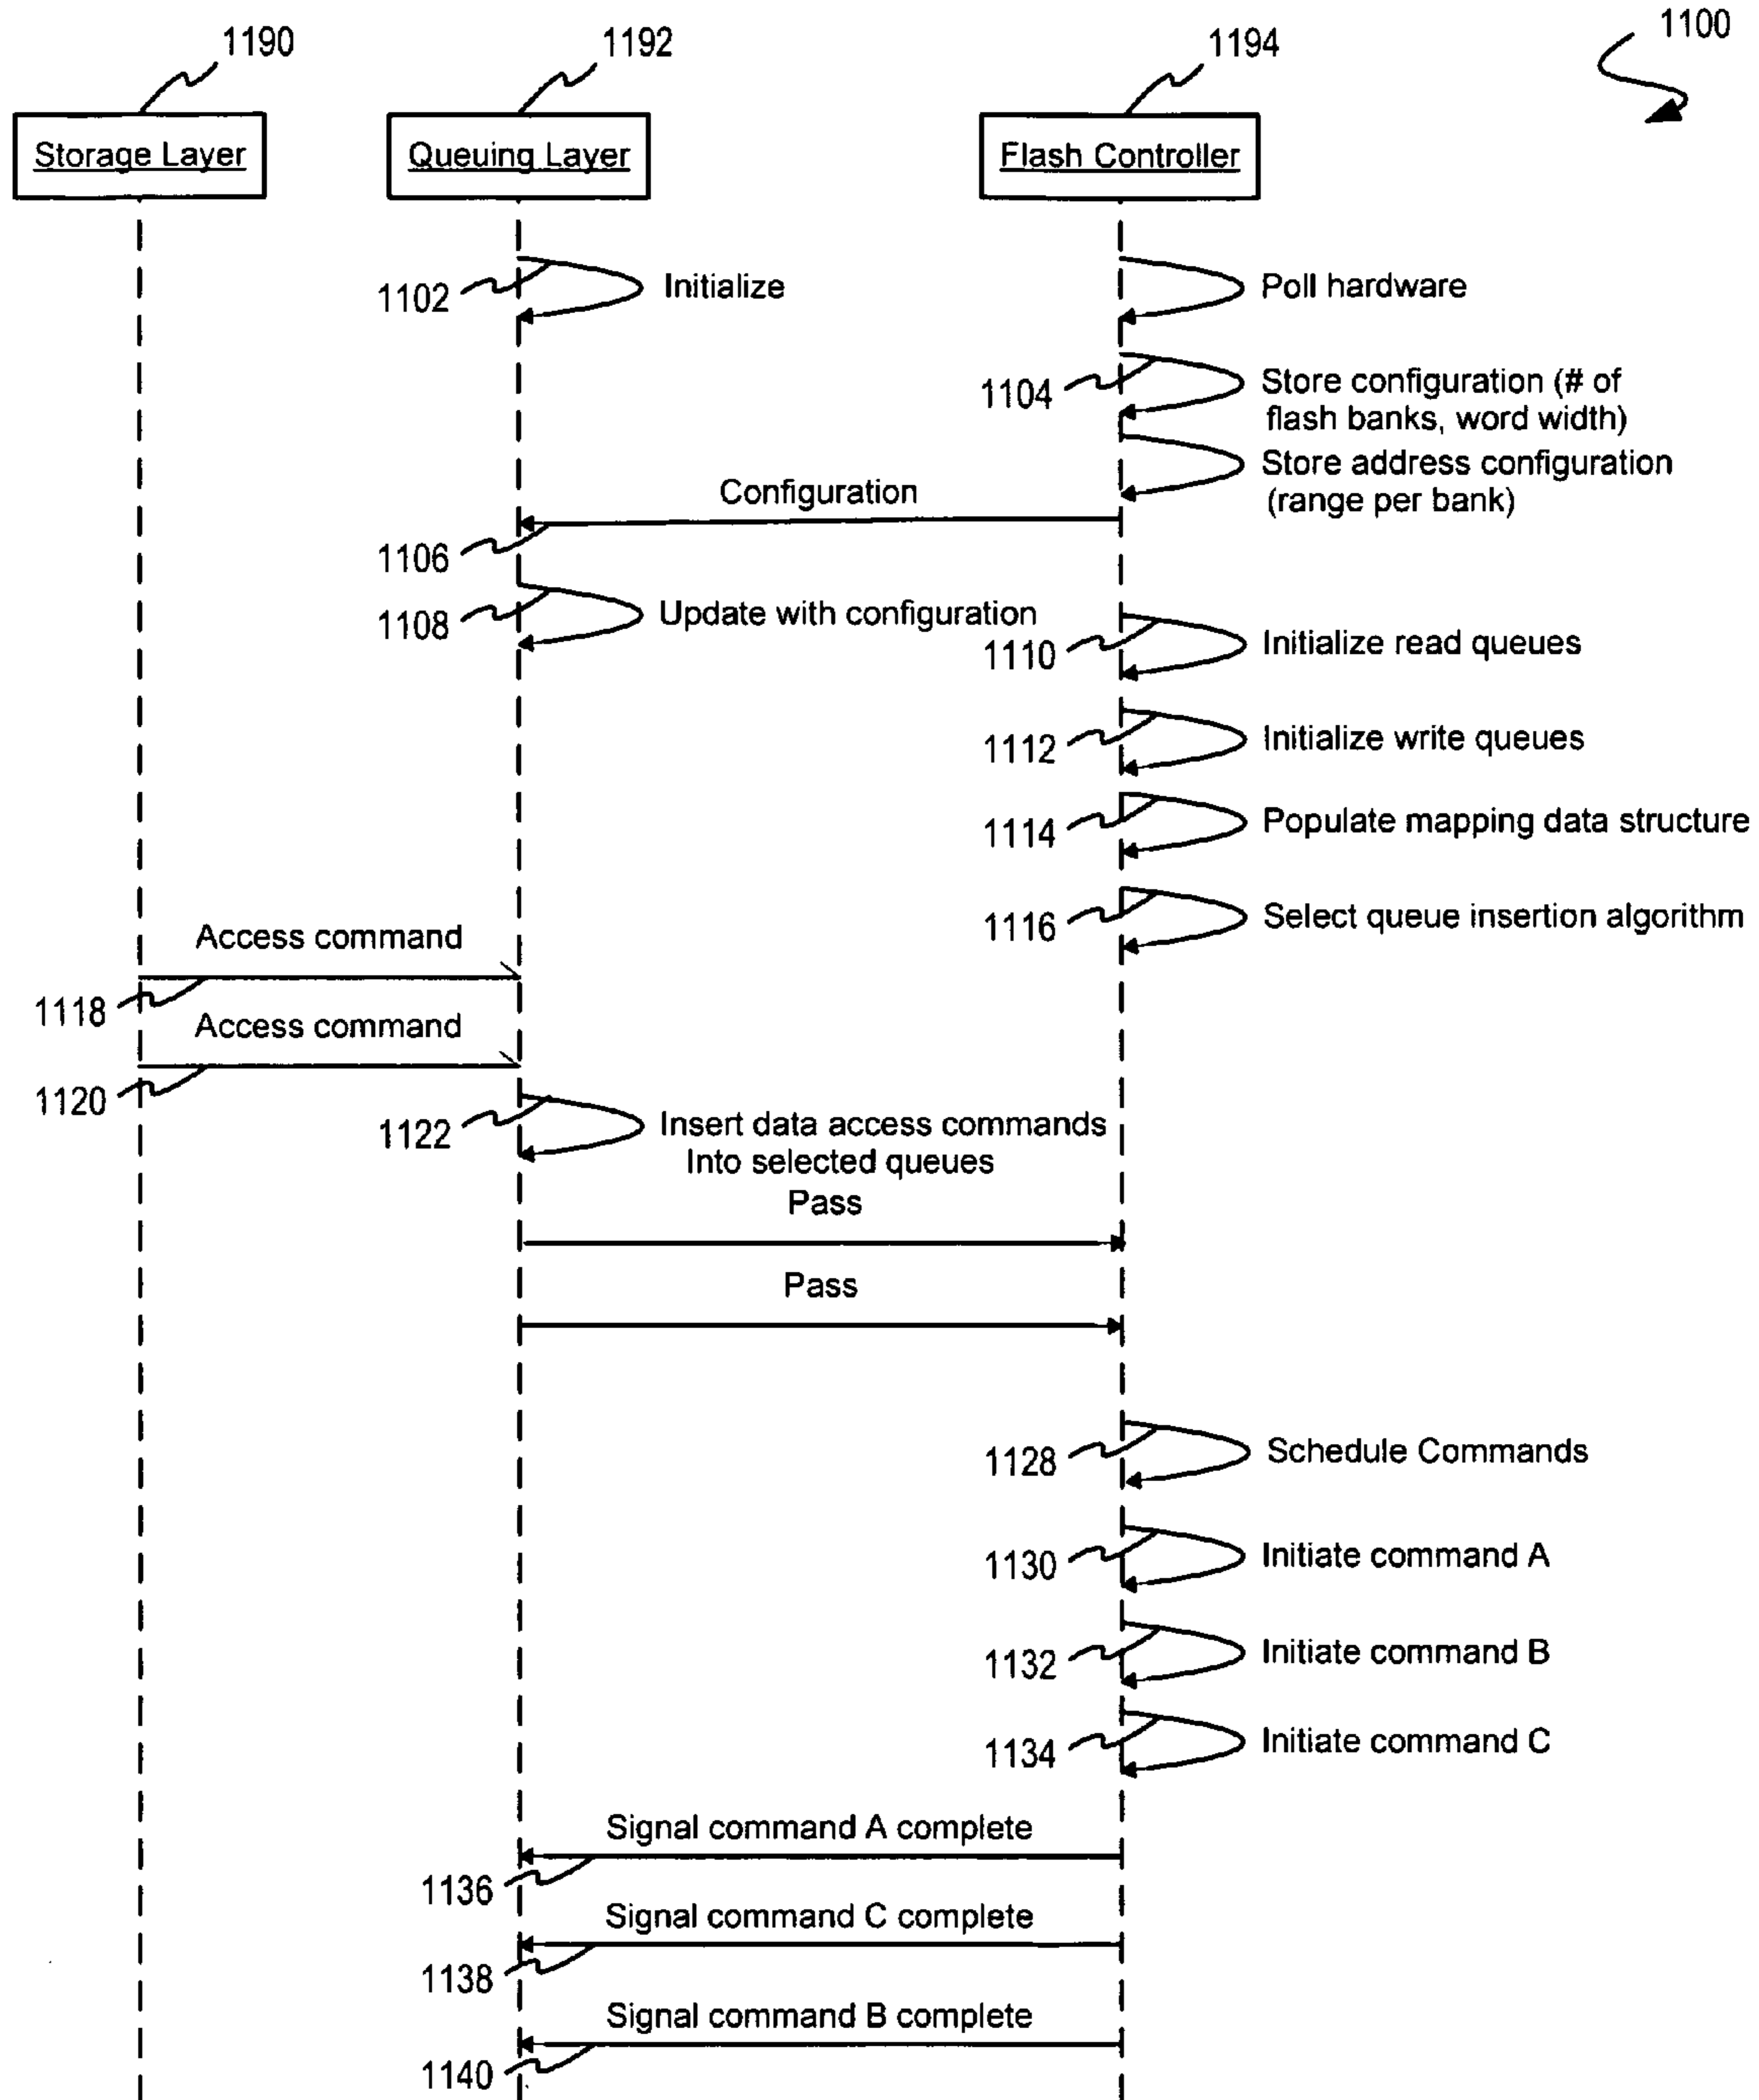 1190
1192
1194
1100
Storage Layer
Queuing Layer
Flash Controller
1102
Initialize
Poll hardware
1104
Store configuration (# of
flash banks, word width)
Store address configuration
(range per bank)
Configuration
1106
1108
Update with configuration
1110
Initialize read queues
1112
Initialize write queues
1114
Populate mapping data structure
1116
Select queue insertion algorithm
Access command
1118
Access command
1120
1122
Insert data access commands
Into selected queues
Pass
Pass
1128
Schedule Commands
1130
Initiate command A
1132
Initiate command B
1134
Initiate command C
Signal command A complete
1136
Signal command C complete
1138
Signal command B complete
1140